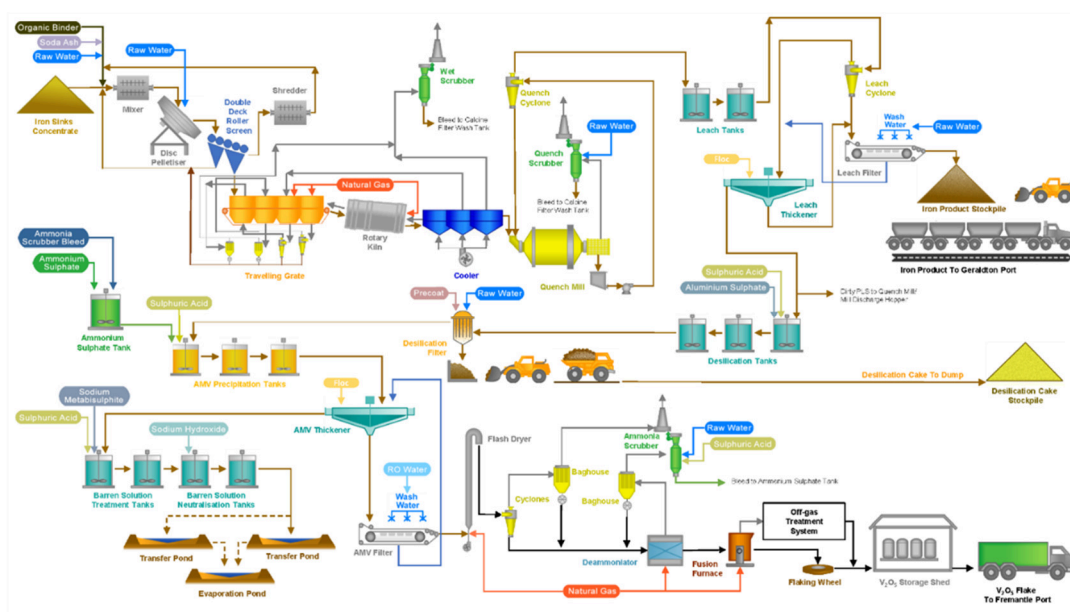 Organic Binder
Soda Ash
Raw Water
Raw Water
Iron Sinks
Concentrate
Mixer
Disc
Pelletiser
Double
Deck
Roller
Screen
Shredder
Wet
Scrubber
Bleed to Calcine
Filter Wash Tank
Natural Gas
Travelling Grate
Rotary
Kiln
Cooler
Quench
Cyclone
Quench
Scrubber
Raw Water
Bleed to Calcine
Filter Wash Tank
Quench Mill
Leach Tanks
Leach
Cyclone
Wash
Water
Raw Water
Leach Filter
Floc
Leach
Thickener
Iron Product Stockpile
Iron Product To Geraldton Port
Ammonia
Scrubber Bleed
Ammonium
Sulphate
Ammonium
Sulphate Tank
Sulphuric Acid
AMV Precipitation Tanks
Precoat
Raw Water
Desilication
Filter
Sulphuric Acid
Aluminium Sulphate
Desilication Tanks
Dirty PLS to Quench Mill/
Mill Discharge Hopper
Desilication Cake To Dump
Desilication Cake
Stockpile
Sodium
Metabisulphite
Sulphuric Acid
Sodium Hydroxide
Barren Solution
Treatment Tanks
Barren Solution
Neutralisation Tanks
Transfer Pond
Transfer Pond
Evaporation Pond
Floc
AMV Thickener
RO Water
Wash
Water
AMV Filter
Flash Dryer
Cyclones
Baghouse
Baghouse
Ammonia
Scrubber
Raw Water
Sulphuric Acid
Bleed to Ammonium Sulphate Tank
Deammoniator
Fusion
Furnace
Natural Gas
Off-gas
Treatment
System
Flaking Wheel
V₂O₅ Storage Shed
V₂O₅ Flake
To Fremantle Port